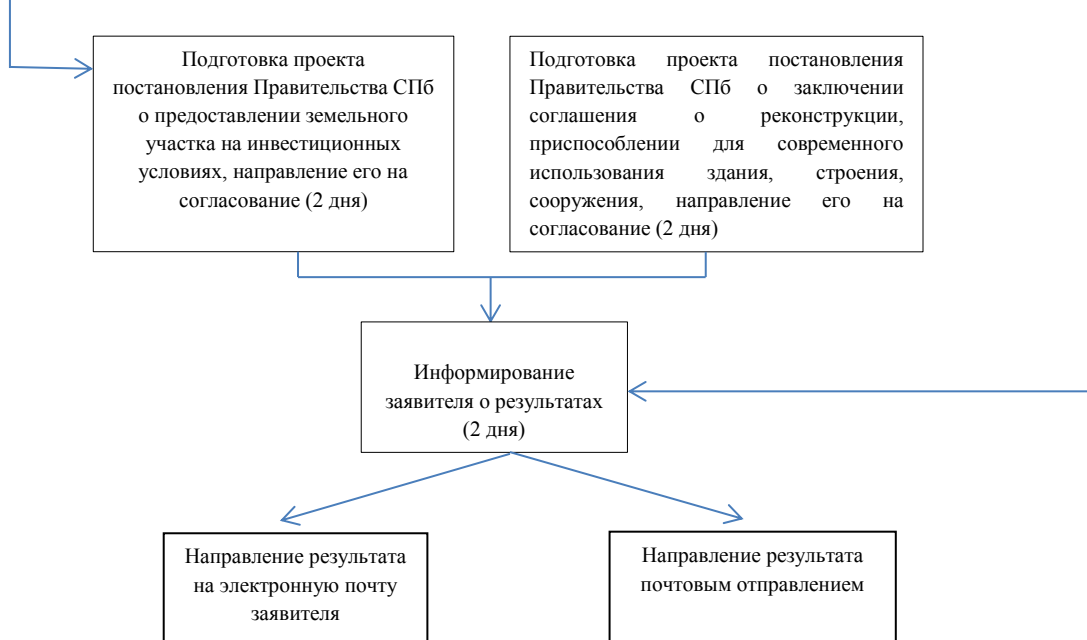 Подготовка проекта
постановления Правительства СПб
о предоставлении земельного
участка на инвестиционных
условиях, направление его на
согласование (2 дня)
Подготовка проекта постановления
Правительства СПб о заключении
соглашения о реконструкции,
приспособлении для современного
использования здания, строения,
сооружения, направление его на
согласование (2 дня)
Информирование
заявителя о результатах
(2 дня)
Направление результата
на электронную почту
заявителя
Направление результата
почтовым отправлением